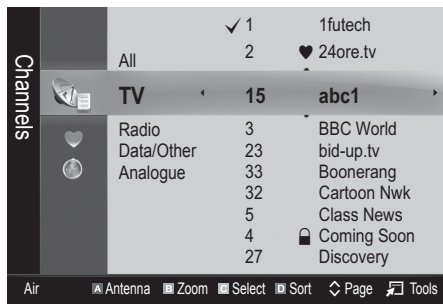 Channels
1 1futech
All 2 24ore.tv
TV 15 abc1
Radio 3 BBC World
Data/Other 23 bid-up.tv
Analogue 33 Boonerang
32 Cartoon Nwk
5 Class News
4 Coming Soon
27 Discovery
Air A Antenna B Zoom C Select D Sort Page Tools